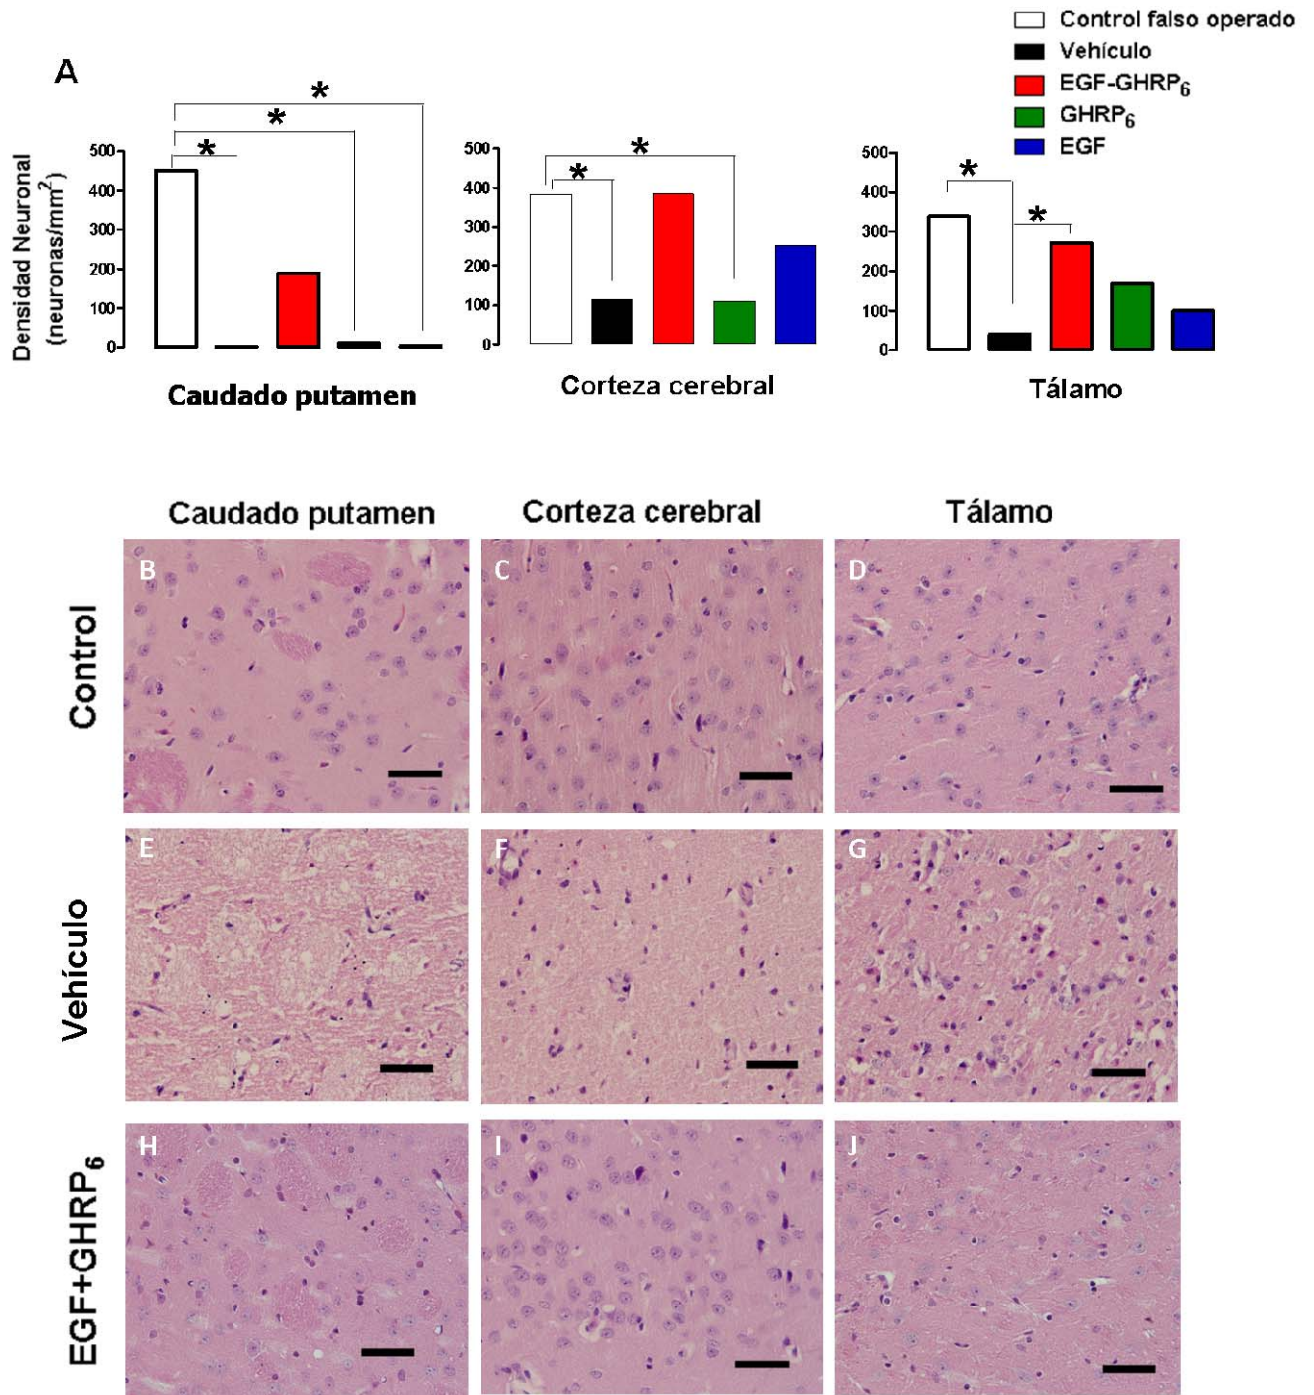 Control falso operado
Vehículo
EGF-GHRP6
GHRP6
EGF
A
Densidad Neuronal
(neuronas/mm2)
500
400
300
200
100
0
*
*
*
Caudado putamen
500
400
300
200
100
0
*
*
Corteza cerebral
500
400
300
200
100
0
*
*
Tálamo
Caudado putamen
Corteza cerebral
Tálamo
Control
B
C
D
Vehículo
E
F
G
EGF+GHRP6
H
I
J